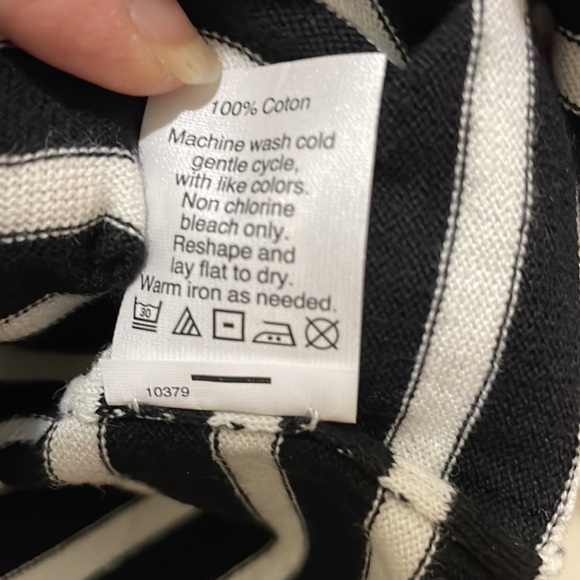 100% Coton
Machine wash cold
gentle cycle,
with like colors.
Non chlorine
bleach only.
Reshape and
lay flat to dry.
Warm iron as needed.
30
10379